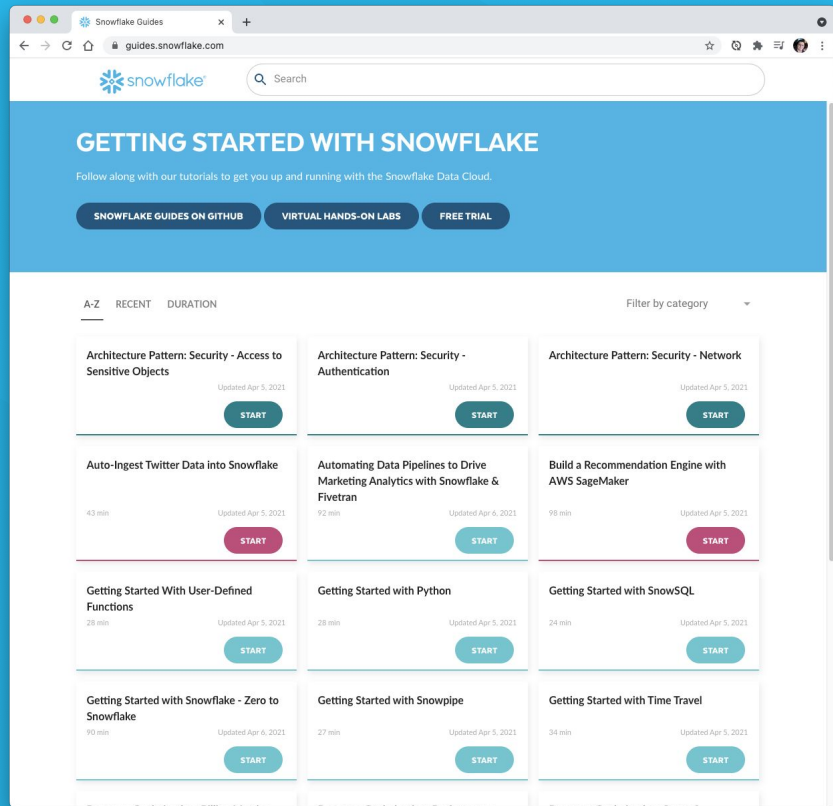 Snowflake Guides
guides.snowflake.com
snowflake
Search
GETTING STARTED WITH SNOWFLAKE
Follow along with our tutorials to get you up and running with the Snowflake Data Cloud.
SNOWFLAKE GUIDES ON GITHUB VIRTUAL HANDS-ON LABS FREE TRIAL
A-Z RECENT DURATION Filter by category
Architecture Pattern: Security - Access to
Sensitive Objects
Updated Apr 5, 2021
START
Architecture Pattern: Security -
Authentication
Updated Apr 5, 2021
START
Architecture Pattern: Security - Network
Updated Apr 5, 2021
START
Auto-Ingest Twitter Data into Snowflake
43 min Updated Apr 5, 2021
START
Automating Data Pipelines to Drive
Marketing Analytics with Snowflake &
Fivetran
92 min Updated Apr 6, 2021
START
Build a Recommendation Engine with
AWS SageMaker
98 min Updated Apr 5, 2021
START
Getting Started With User-Defined
Functions
28 min Updated Apr 5, 2021
START
Getting Started with Python
28 min Updated Apr 5, 2021
START
Getting Started with SnowSQL
24 min Updated Apr 5, 2021
START
Getting Started with Snowflake - Zero to
Snowflake
90 min Updated Apr 6, 2021
START
Getting Started with Snowpipe
27 min Updated Apr 5, 2021
START
Getting Started with Time Travel
34 min Updated Apr 5, 2021
START